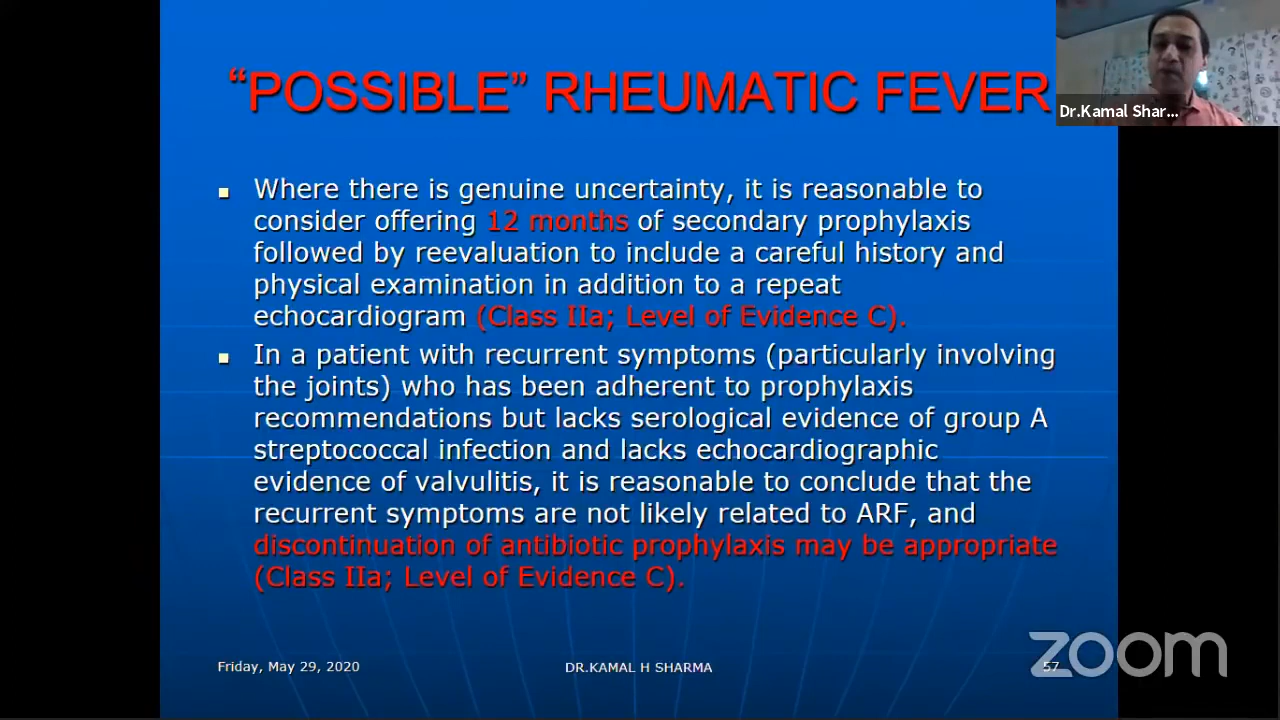 “POSSIBLE” RHEUMATIC FEVER
Dr.Kamal Shar...
Where there is genuine uncertainty, it is reasonable to
consider offering 12 months of secondary prophylaxis
followed by reevaluation to include a careful history and
physical examination in addition to a repeat
echocardiogram (Class IIa; Level of Evidence C).
In a patient with recurrent symptoms (particularly involving
the joints) who has been adherent to prophylaxis
recommendations but lacks serological evidence of group A
streptococcal infection and lacks echocardiographic
evidence of valvulitis, it is reasonable to conclude that the
recurrent symptoms are not likely related to ARF, and
discontinuation of antibiotic prophylaxis may be appropriate
(Class IIa; Level of Evidence C).
Friday, May 29, 2020
DR.KAMAL H SHARMA
57
zoom